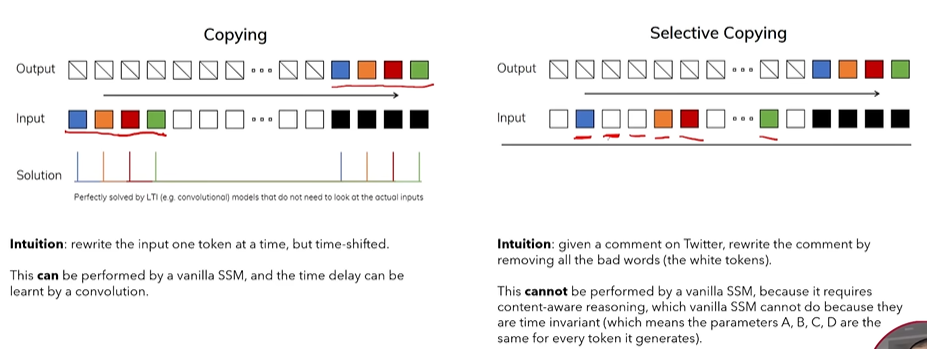 Copying
Output
Input
Solution
Perfectly solved by LTI (e.g. convolutional) models that do not need to look at the actual inputs
Intuition: rewrite the input one token at a time, but time-shifted.
This can be performed by a vanilla SSM, and the time delay can be
learnt by a convolution.
Selective Copying
Output
Input
Intuition: given a comment on Twitter, rewrite the comment by
removing all the bad words (the white tokens).
This cannot be performed by a vanilla SSM, because it requires
content-aware reasoning, which vanilla SSM cannot do because they
are time invariant (which means the parameters A, B, C, D are the
same for every token it generates).